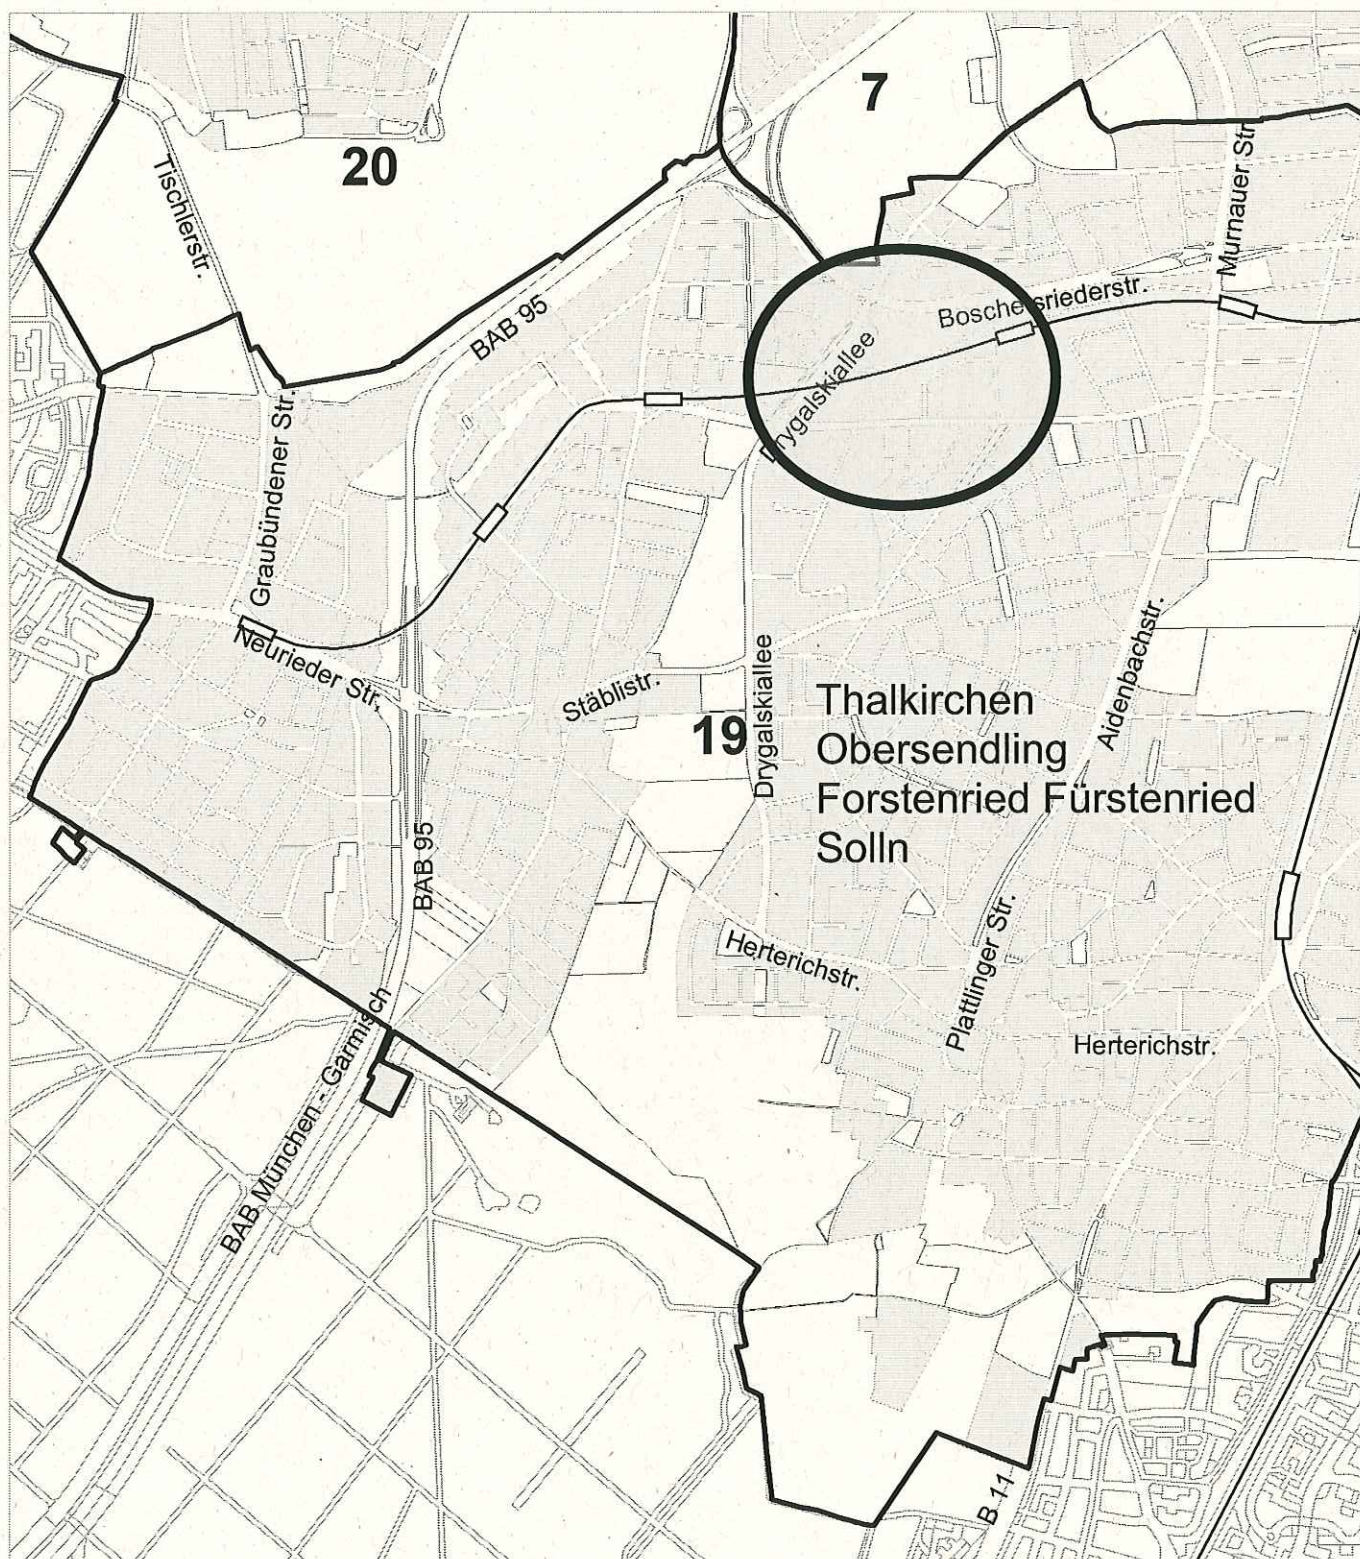 7
20
Tischlerstr.
Murnauer Str
BAB 95
Boschetsriederstr.
Drygalskiallee
Graubündener Str.
Neurieder Str,
Stäblistr.
Drygalskiallee
Aidenbachstr.
19
Thalkirchen
Obersendling
Forstenried Fürstenried
Solln
BAB 95
Herterichstr.
Plattlinger Str.
Herterichstr.
BAB München - Garmisch
B 11